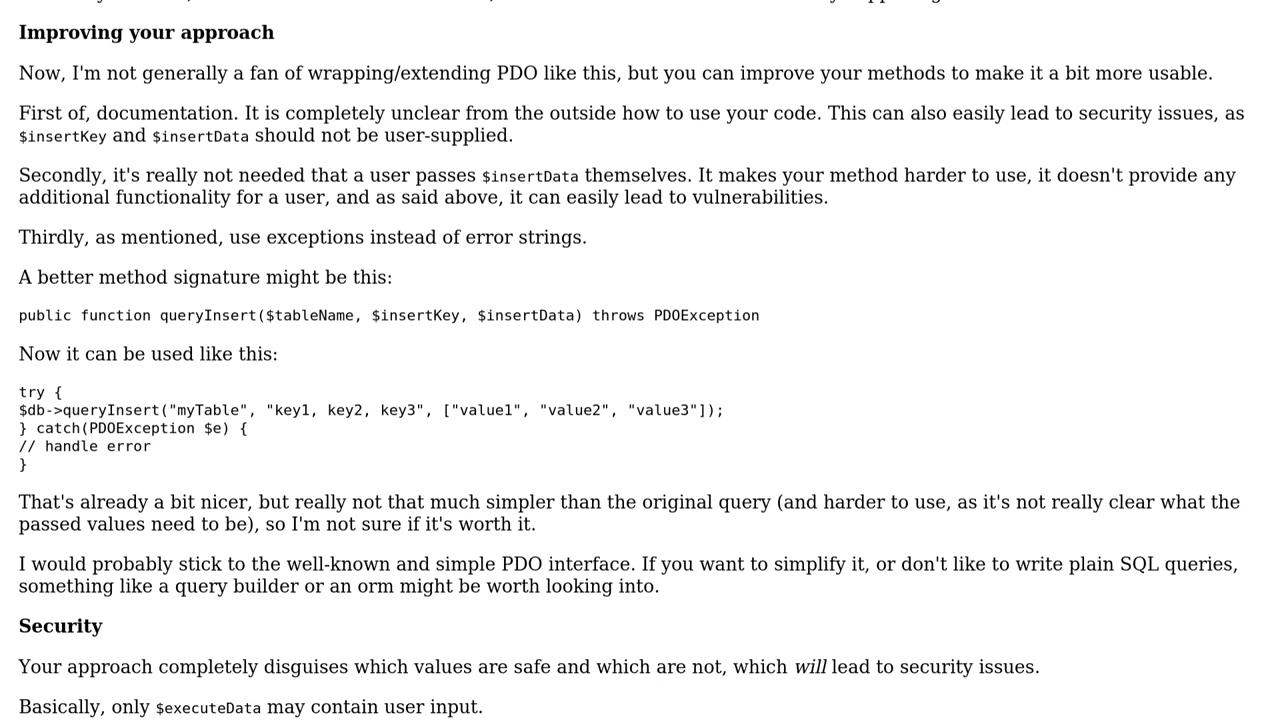 Improving your approach
Now, I'm not generally a fan of wrapping/extending PDO like this, but you can improve your methods to make it a bit more usable.
First of, documentation. It is completely unclear from the outside how to use your code. This can also easily lead to security issues, as
$insertKey and $insertData should not be user-supplied.
Secondly, it's really not needed that a user passes $insertData themselves. It makes your method harder to use, it doesn't provide any
additional functionality for a user, and as said above, it can easily lead to vulnerabilities.
Thirdly, as mentioned, use exceptions instead of error strings.
A better method signature might be this:
public function queryInsert($tableName, $insertKey, $insertData) throws PDOException
Now it can be used like this:
try {
$db->queryInsert("myTable", "key1, key2, key3", ["value1", "value2", "value3"]);
} catch(PDOException $e) {
// handle error
}
That's already a bit nicer, but really not that much simpler than the original query (and harder to use, as it's not really clear what the
passed values need to be), so I'm not sure if it's worth it.
I would probably stick to the well-known and simple PDO interface. If you want to simplify it, or don't like to write plain SQL queries,
something like a query builder or an orm might be worth looking into.
Security
Your approach completely disguises which values are safe and which are not, which will lead to security issues.
Basically, only $executeData may contain user input.